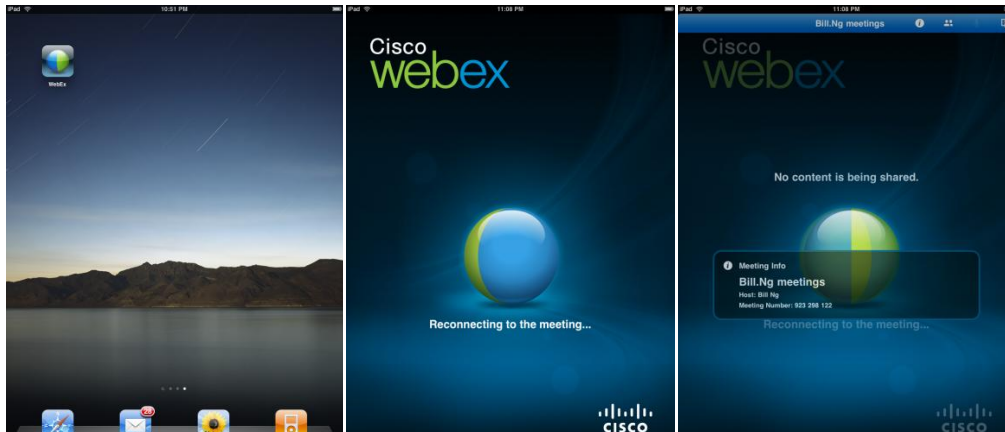 iPad
10:51 PM
WebEx
28
iPad
11:08 PM
Cisco
webex
Reconnecting to the meeting...
CISCO
iPad
11:08 PM
Bill.Ng meetings
Cisco
webex
No content is being shared.
Meeting Info
Bill.Ng meetings
Host: Bill Ng
Meeting Number: 923 298 122
Reconnecting to the meeting...
CISCO